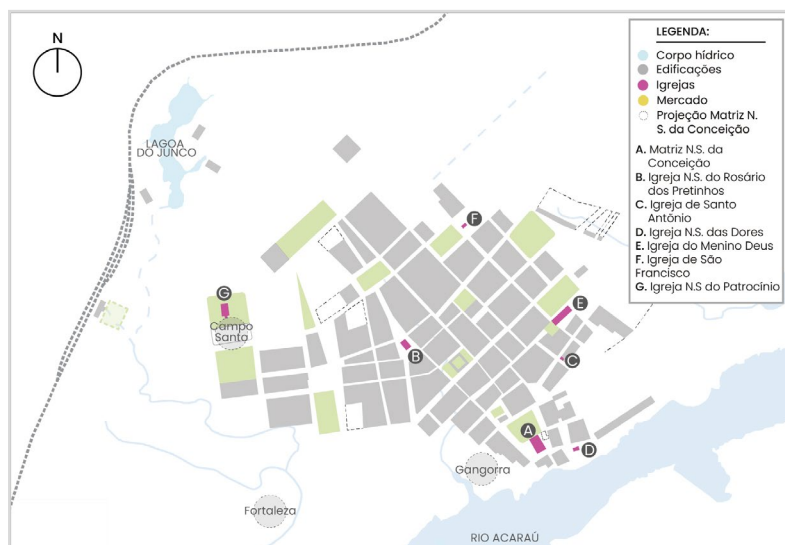 N
LEGENDA:
Corpo hídrico
Edificações
Igrejas
Mercado
Projeção Matriz N.
S. da Conceição
A. Matriz N.S. da
Conceição
B. Igreja N.S. do Rosário
dos Pretinhos
C. Igreja de Santo
Antônio
D. Igreja N.S. das Dores
E. Igreja do Menino Deus
F. Igreja de São
Francisco
G. Igreja N.S do Patrocínio
LAGOA
DO JUNCO
F
G
E
Campo
Santa
B
C
A
D
Gangorra
Fortaleza
RIO ACARAÚ